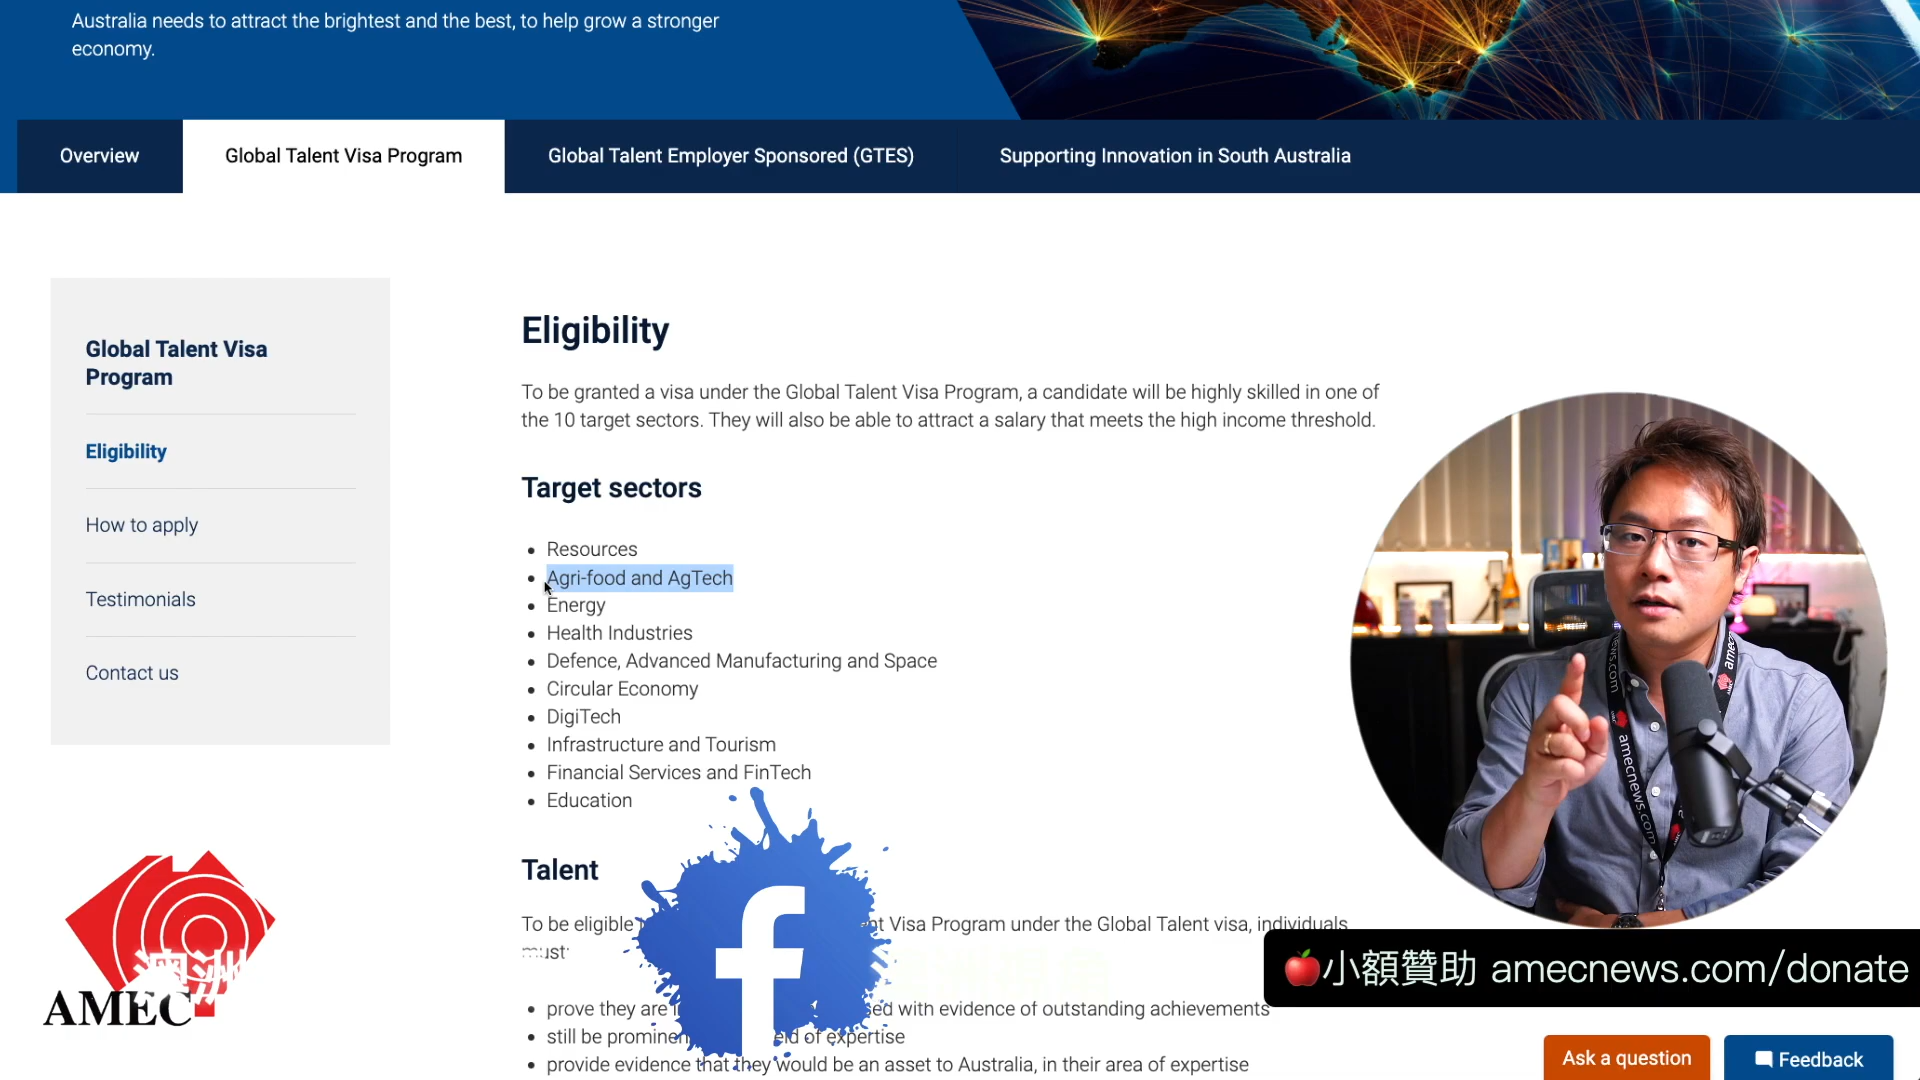 Australia needs to attract the brightest and the best, to help grow a stronger
economy.
Overview
Global Talent Visa Program
Global Talent Employer Sponsored (GTES)
Supporting Innovation in South Australia
Global Talent Visa
Program
Eligibility
How to apply
Testimonials
Contact us
Eligibility
To be granted a visa under the Global Talent Visa Program, a candidate will be highly skilled in one of
the 10 target sectors. They will also be able to attract a salary that meets the high income threshold.
Target sectors
Resources
Agri-food and AgTech
Energy
Health Industries
Defence, Advanced Manufacturing and Space
Circular Economy
DigiTech
Infrastructure and Tourism
Financial Services and FinTech
Education
Talent
To be eligible Visa Program under the Global Talent visa, individuals
must:
prove they are with evidence of outstanding achievements
still be of expertise
provide evidence that they would be an asset to Australia, in their area of expertise
amecnews.com
amec
澳洲
AMEC
f
🍎小額贊助 amecnews.com/donate
Ask a question
Feedback